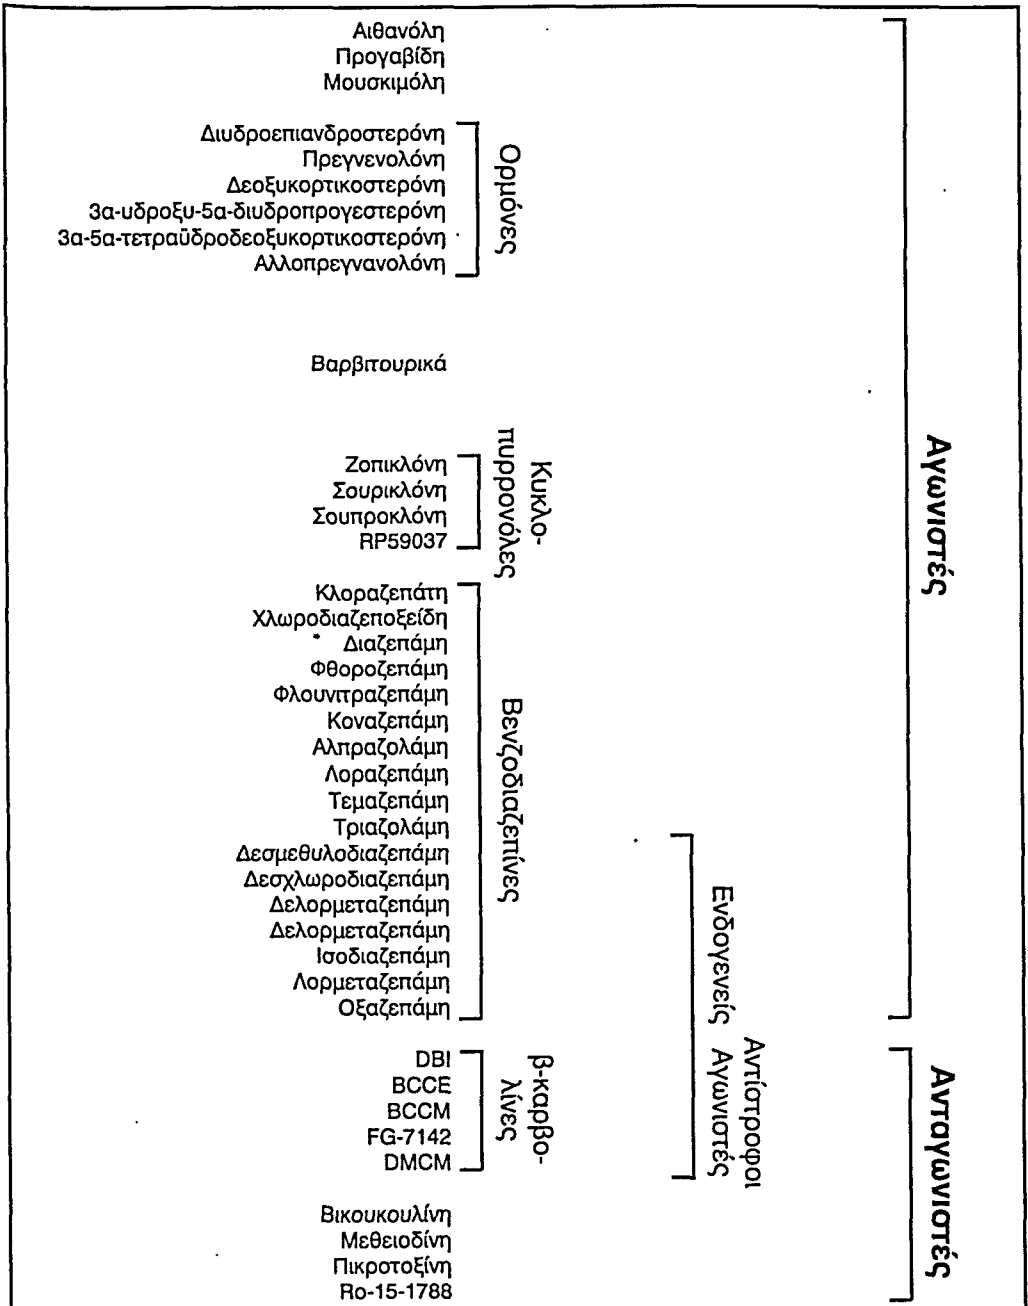 Αιθανόλη
Προγαβίδη
Μουσκιμόλη
Διυδροεπιανδροστερόνη
Πρεγνενολόνη
Δεοξυκορτικοστερόνη
3α-υδροξυ-5α-διυδροπρογεστερόνη
3α-5α-τετραϋδροδεοξυκορτικοστερόνη
Αλλοπρεγνανολόνη
Ορμόνες
Βαρβιτουρικά
Ζοπικλόνη
Σουρικλόνη
Σουπροκλόνη
RP59037
Κυκλο-
πυρρονόλες
Κλοραζεπάτη
Χλωροδιαζεποξείδη
Διαζεπάμη
Φθοροζεπάμη
Φλουνιτραζεπάμη
Κοναζεπάμη
Αλπραζολάμη
Λοραζεπάμη
Τεμαζεπάμη
Τριαζολάμη
Δεσμεθυλοδιαζεπάμη
Δεσχλωροδιαζεπάμη
Δελορμεταζεπάμη
Δελορμεταζεπάμη
Ισοδιαζεπάμη
Λορμεταζεπάμη
Οξαζεπάμη
Βενζοδιαζεπίνες
DBI
BCCE
BCCM
FG-7142
DMCM
β-καρβο-
λίνες
Βικουκουλίνη
Μεθειοδίνη
Πικροτοξίνη
Ro-15-1788
Ενδογενείς
Αντίστροφοι
Αγωνιστές
Αγωνιστές
Ανταγωνιστές